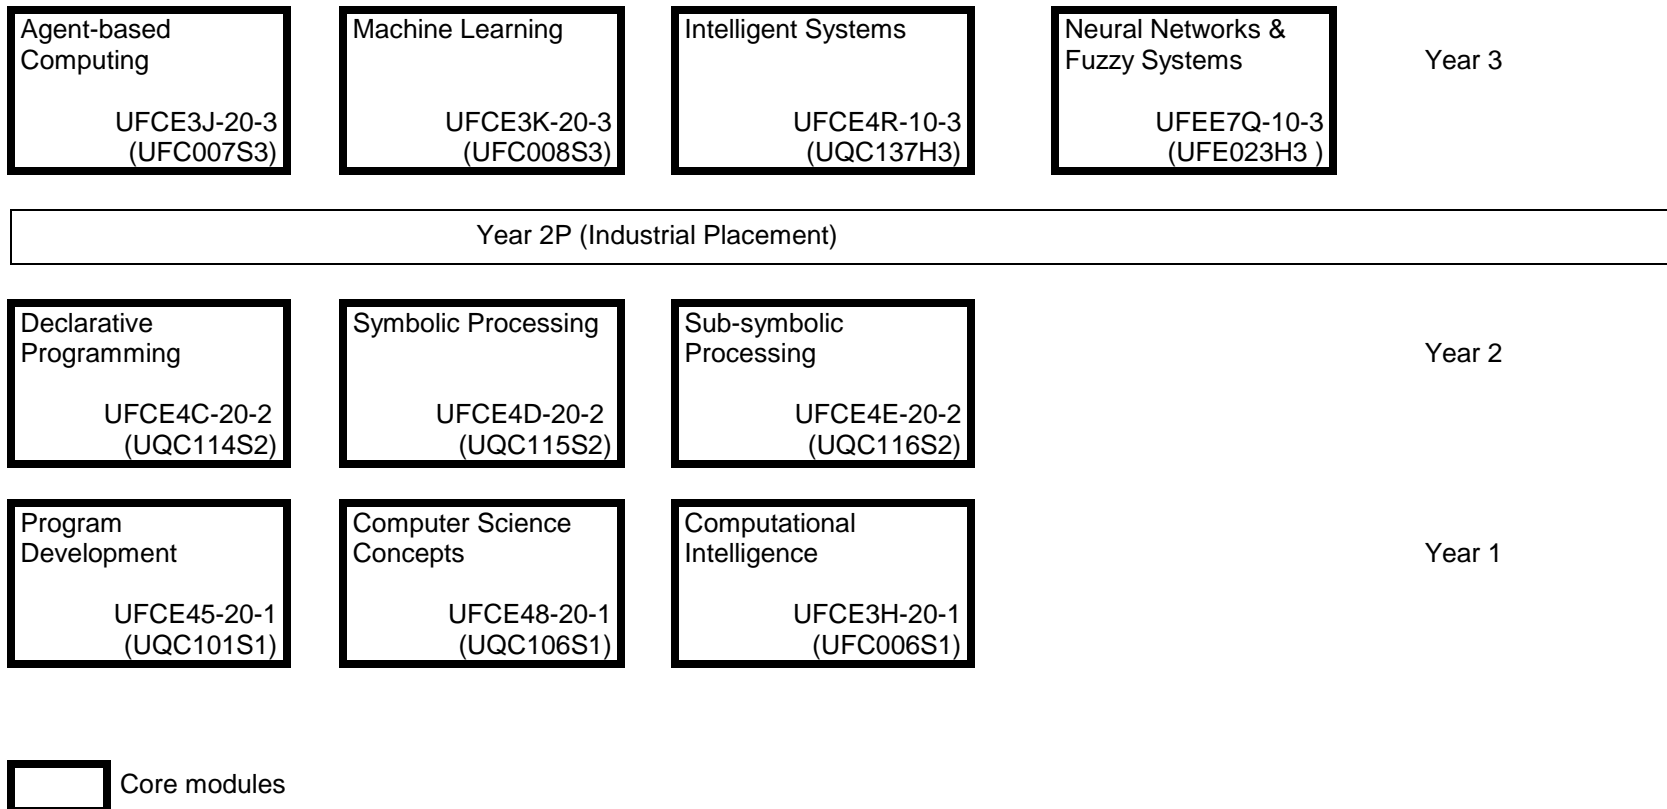 Agent-based
Computing
UFCE3J-20-3
(UFC007S3)
Machine Learning
UFCE3K-20-3
(UFC008S3)
Intelligent Systems
UFCE4R-10-3
(UQC137H3)
Neural Networks &
Fuzzy Systems
UFEE7Q-10-3
(UFE023H3 )
Year 3
Year 2P (Industrial Placement)
Declarative
Programming
UFCE4C-20-2
(UQC114S2)
Symbolic Processing
UFCE4D-20-2
(UQC115S2)
Sub-symbolic
Processing
UFCE4E-20-2
(UQC116S2)
Year 2
Program
Development
UFCE45-20-1
(UQC101S1)
Computer Science
Concepts
UFCE48-20-1
(UQC106S1)
Computational
Intelligence
UFCE3H-20-1
(UFC006S1)
Year 1
Core modules